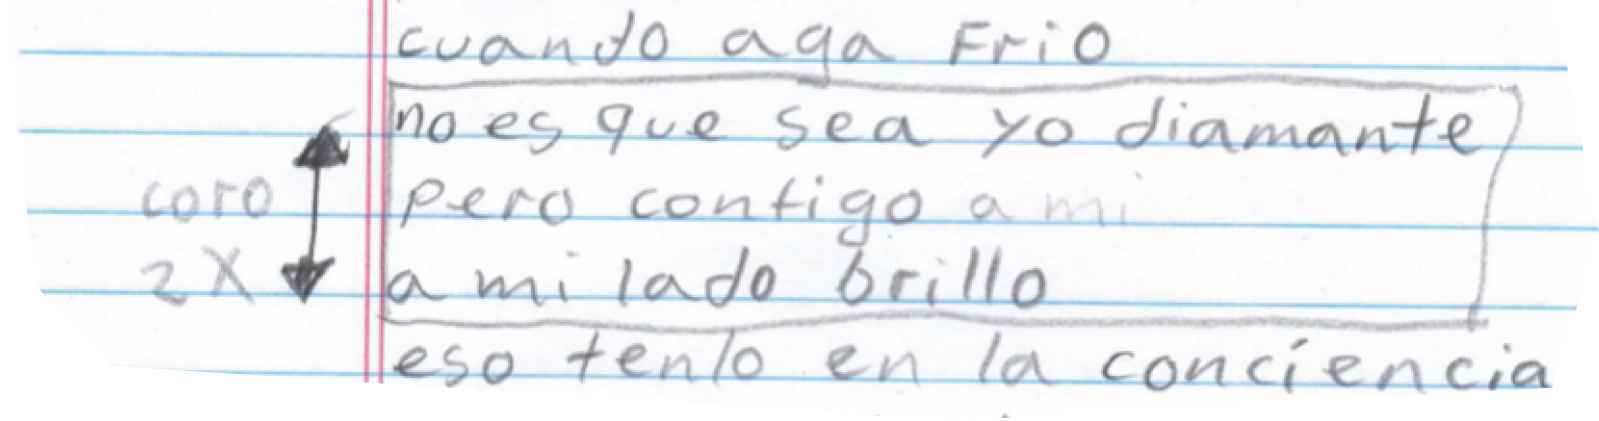 cuando aga Frio
no es que sea yo diamante
coro
pero contigo a mi
2X
a mi lado brillo
eso tenlo en la conciencia